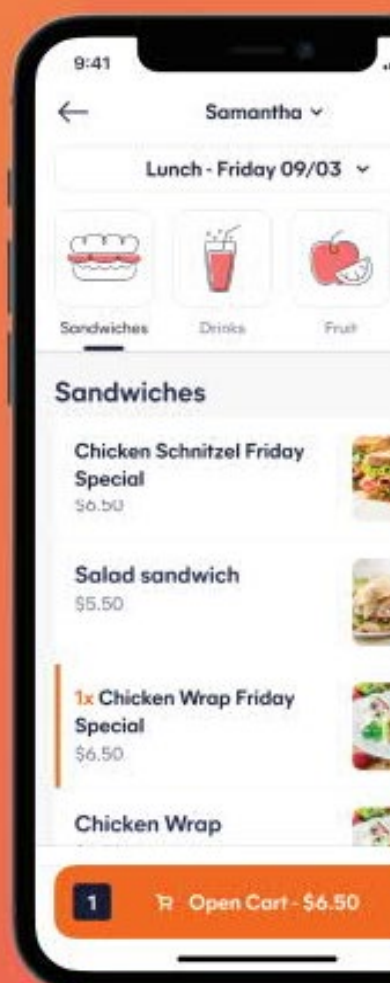 9:41
Samantha
Lunch - Friday 09/03
Sandwiches
Drinks
Fruit
Sandwiches
Chicken Schnitzel Friday
Special
$6.50
Salad sandwich
$5.50
1x Chicken Wrap Friday
Special
$6.50
Chicken Wrap
1
Open Cart - $6.50